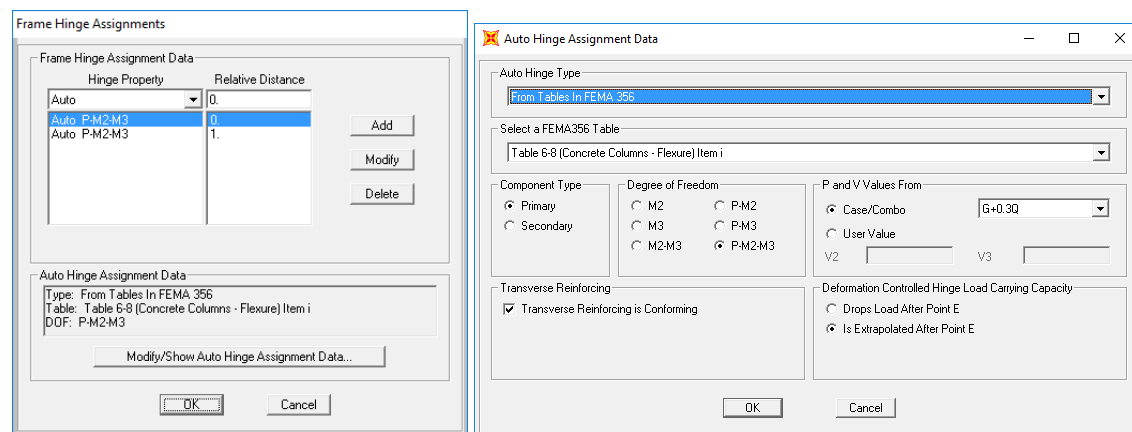 Frame Hinge Assignments
Frame Hinge Assignment Data
Hinge Property Relative Distance
Auto 0.
Auto P-M2-M3 0.
Auto P-M2-M3 1.
Add
Modify
Delete
Auto Hinge Assignment Data
Type: From Tables In FEMA 356
Table: Table 6-8 (Concrete Columns - Flexure) Item i
DOF: P-M2-M3
Modify/Show Auto Hinge Assignment Data...
OK Cancel
Auto Hinge Assignment Data
Auto Hinge Type
From Tables In FEMA 356
Select a FEMA356 Table
Table 6-8 (Concrete Columns - Flexure) Item i
Component Type
Primary
Secondary
Degree of Freedom
M2 P-M2
M3 P-M3
M2-M3 P-M2-M3
P and V Values From
Case/Combo G+0.3Q
User Value
V2 V3
Transverse Reinforcing
Transverse Reinforcing is Conforming
Deformation Controlled Hinge Load Carrying Capacity
Drops Load After Point E
Is Extrapolated After Point E
OK Cancel